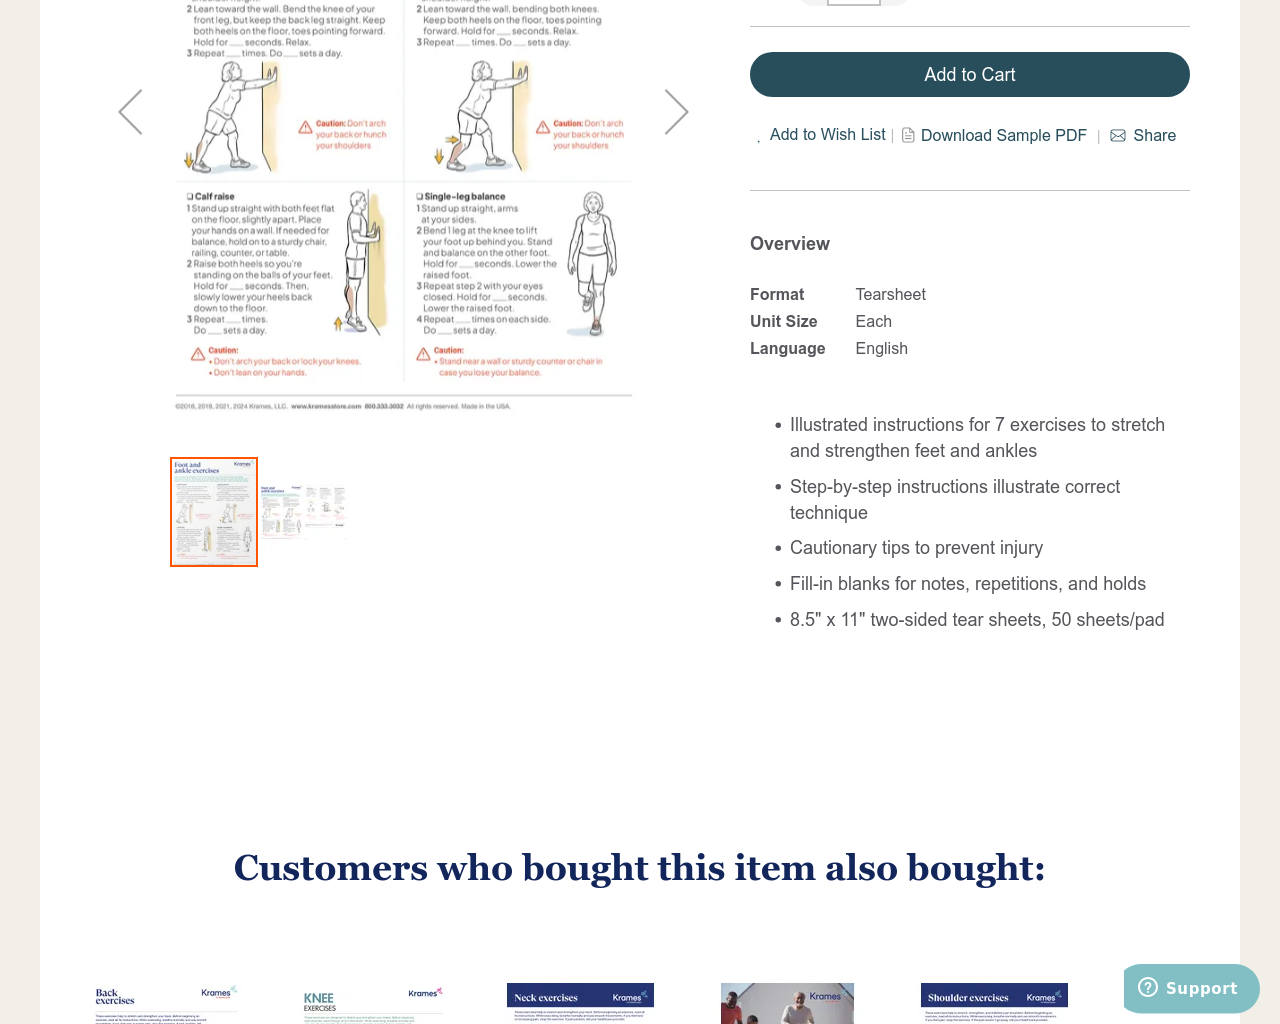 2 Lean toward the wall. Bend the knee of your
front leg, but keep the back leg straight. Keep
both heels on the floor, toes pointing forward.
Hold for ___ seconds. Relax.
3 Repeat ___ times. Do ___ sets a day.
Caution: Don't arch
your back or hunch
your shoulders
2 Lean toward the wall, bending both knees.
Keep both heels on the floor, toes pointing
forward. Hold for ___ seconds. Relax.
3 Repeat ___ times. Do ___ sets a day.
Caution: Don't arch
your back or hunch
your shoulders
Calf raise
1 Stand up straight with both feet flat
on the floor, slightly apart. Place
your hands on a wall. If needed for
balance, hold on to a sturdy chair,
railing, counter, or table.
2 Raise both heels so you're
standing on the balls of your feet.
Hold for ___ seconds. Then,
slowly lower your heels back
down to the floor.
3 Repeat ___ times.
Do ___ sets a day.
Caution:
• Don't arch your back or lock your knees.
• Don't lean on your hands.
Single-leg balance
1 Stand up straight, arms
at your sides.
2 Bend 1 leg at the knee to lift
your foot up behind you. Stand
and balance on the other foot.
Hold for ___ seconds. Lower the
raised foot.
3 Repeat step 2 with your eyes
closed. Hold for ___ seconds.
Lower the raised foot.
4 Repeat ___ times on each side.
Do ___ sets a day.
Caution:
• Stand near a wall or sturdy counter or chair in
case you lose your balance.
©2016, 2019, 2021, 2024 Krames, LLC. www.kramesstore.com 800.333.3032 All rights reserved. Made in the USA.
Foot and
ankle exercises
Krames
Add to Cart
Add to Wish List | Download Sample PDF | Share
Overview
Format Tearsheet
Unit Size Each
Language English
• Illustrated instructions for 7 exercises to stretch
and strengthen feet and ankles
• Step-by-step instructions illustrate correct
technique
• Cautionary tips to prevent injury
• Fill-in blanks for notes, repetitions, and holds
• 8.5" x 11" two-sided tear sheets, 50 sheets/pad
Customers who bought this item also bought:
Back
exercises
Krames
KNEE
EXERCISES
Krames
Neck exercises
Krames
Krames
Shoulder exercises
Krames
Support